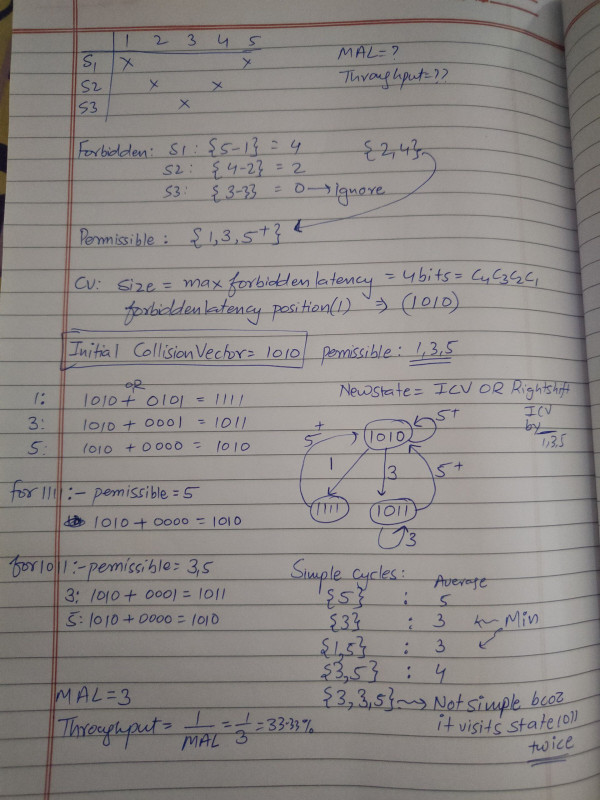 1 2 3 4 5
S1 x x
S2 x x
S3 x
MAL = ?
Throughput = ??
Forbidden: S1: {5-1} = 4 {2,4}
S2: {4-2} = 2
S3: {3-3} = 0 → Ignore
Permissible : {1,3,5+}
CV: Size = max forbidden latency = 4bits = C4C3C2C1
forbidden latency position(1) ⇒ (1010)
Initial Collision Vector = 1010 permissible: 1,3,5
OR
1: 1010 + 0101 = 1111
3: 1010 + 0001 = 1011
5: 1010 + 0000 = 1010
New state = ICV OR Rightshift
ICV
by
1,3,5
1010 5+
5+ 1 3 5+
1111 1011
3
for 1111 :- pemissible = 5
1010 + 0000 = 1010
for 1011 :- pemissible = 3,5
3: 1010 + 0001 = 1011
5: 1010 + 0000 = 1010
Simple cycles: Average
{5} : 5
{3} : 3 ← Min
{1,5} : 3
{3,5} : 4
{3,3,5} → Not simple bcoz
it visits state 1011
twice
MAL = 3
Throughput = 1/MAL = 1/3 = 33.33%